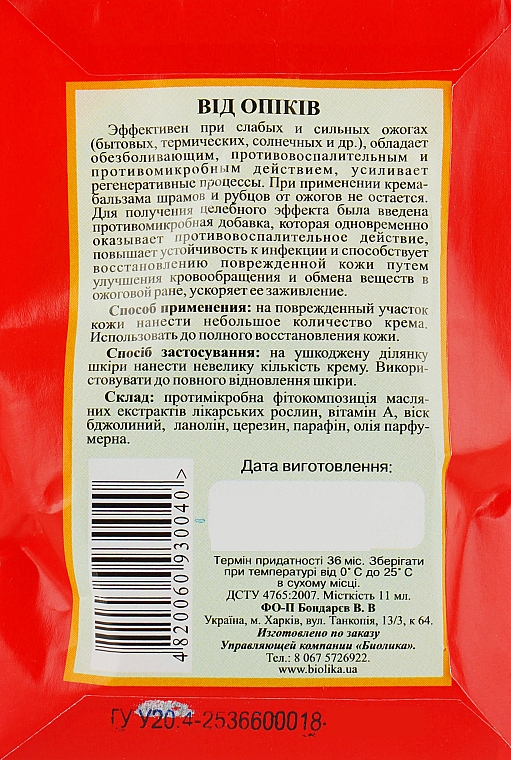 ВІД ОПІКІВ
Эффективен при слабых и сильных ожогах
(бытовых, термических, солнечных и др.), обладает
обезболивающим, противовоспалительным и
противомикробным действием, усиливает
регенеративные процессы. При применении крема-
бальзама шрамов и рубцов от ожогов не остается.
Для получения целебного эффекта была введена
противомикробная добавка, которая одновременно
оказывает противовоспалительное действие,
повышает устойчивость к инфекции и способствует
восстановлению поврежденной кожи путем
улучшения кровообращения и обмена веществ в
ожоговой ране, ускоряет ее заживление.
Способ применения: на поврежденный участок
кожи нанести небольшое количество крема.
Использовать до полного восстановления кожи.
Спосіб застосування: на ушкоджену ділянку
шкіри нанести невелику кількість крему. Викори-
стовувати до повного відновлення шкіри.
Склад: протимікробна фітокомпозиція масля-
них екстрактів лікарських рослин, вітамін А, віск
бджолиний, ланолін, церезин, парафін, олія парфу-
мерна.
Дата виготовлення:
4820060930040>
Термін придатності 36 міс. Зберігати
при температурі від 0° С до 25° С
в сухому місці.
ДСТУ 4765:2007. Місткість 11 мл.
ФО-П Бондарєв В. В
Україна, м. Харків, вул. Танкопія, 13/3, к 64.
Изготовлено по заказу
Управляющей компании «Биолика».
Тел.: 8 067 5726922.
www.biolika.ua
ГУ У20.4-2536600018-